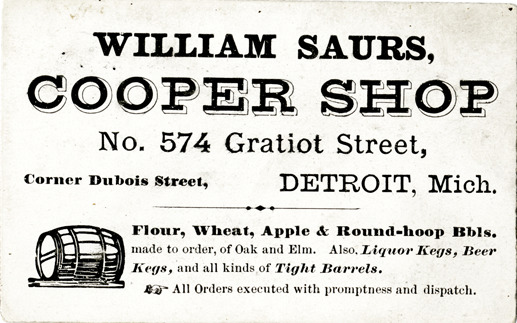 WILLIAM SAURS,
COOPER SHOP
No. 574 Gratiot Street,
Corner Dubois Street, DETROIT, Mich.
Flour, Wheat, Apple & Round-hoop Bbls.
made to order, of Oak and Elm. Also, Liquor Kegs, Beer
Kegs, and all kinds of Tight Barrels.
☞ All Orders executed with promptness and dispatch.